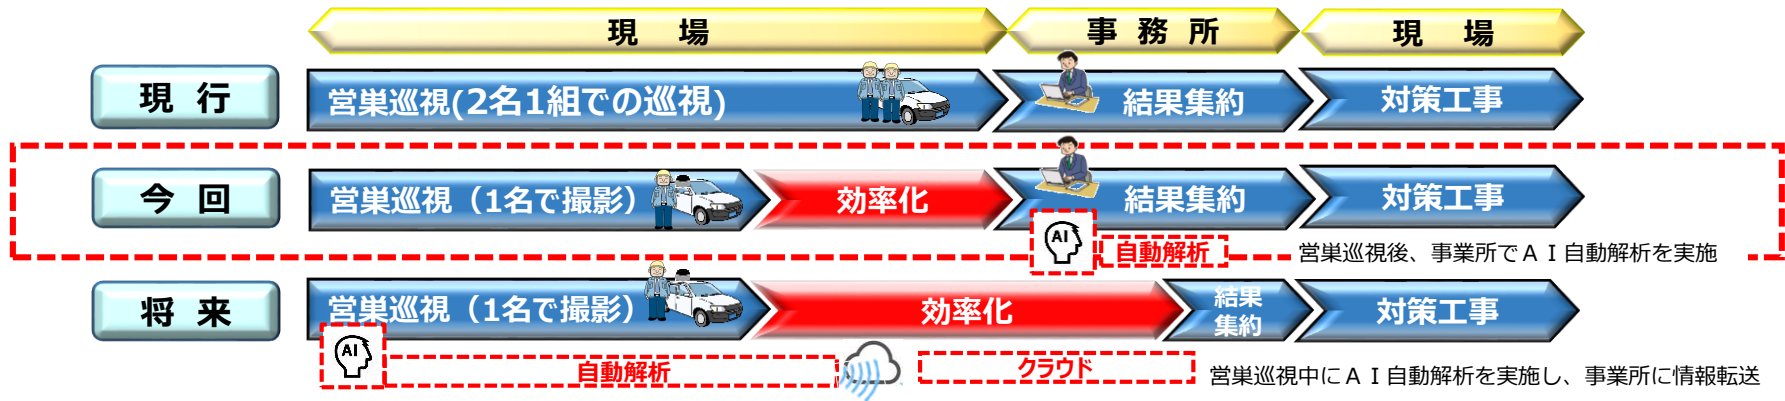 現 場
事 務 所
現 場
現 行
営巣巡視(2名1組での巡視)
結果集約
対策工事
今 回
営巣巡視（1名で撮影）
効率化
結果集約
対策工事
AI
自動解析
営巣巡視後、事業所でＡＩ自動解析を実施
将 来
営巣巡視（1名で撮影）
効率化
結果
集約
対策工事
AI
自動解析
クラウド
営巣巡視中にＡＩ自動解析を実施し、事業所に情報転送